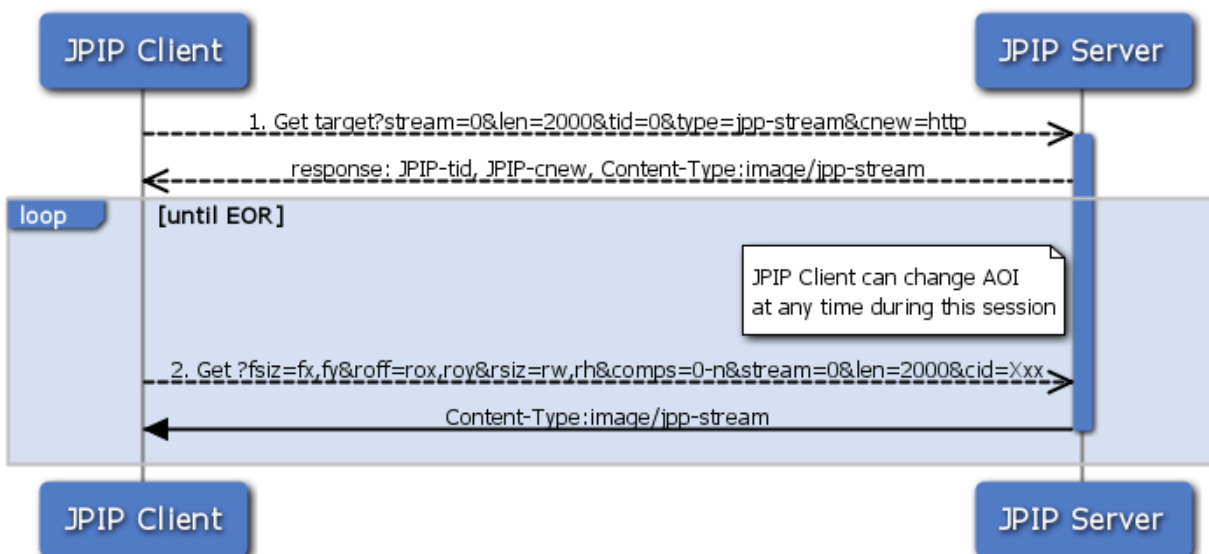 JPIP Client
JPIP Server
1. Get target?stream=0&len=2000&tid=0&type=jpp-stream&cnew=http
response: JPIP-tid, JPIP-cnew, Content-Type:image/jpp-stream
loop
[until EOR]
JPIP Client can change AOI
at any time during this session
2. Get ?fsiz=fx,fy&roff=rox,roy&rsiz=rw,rh&comps=0-n&stream=0&len=2000&cid=Xxx
Content-Type:image/jpp-stream
JPIP Client
JPIP Server